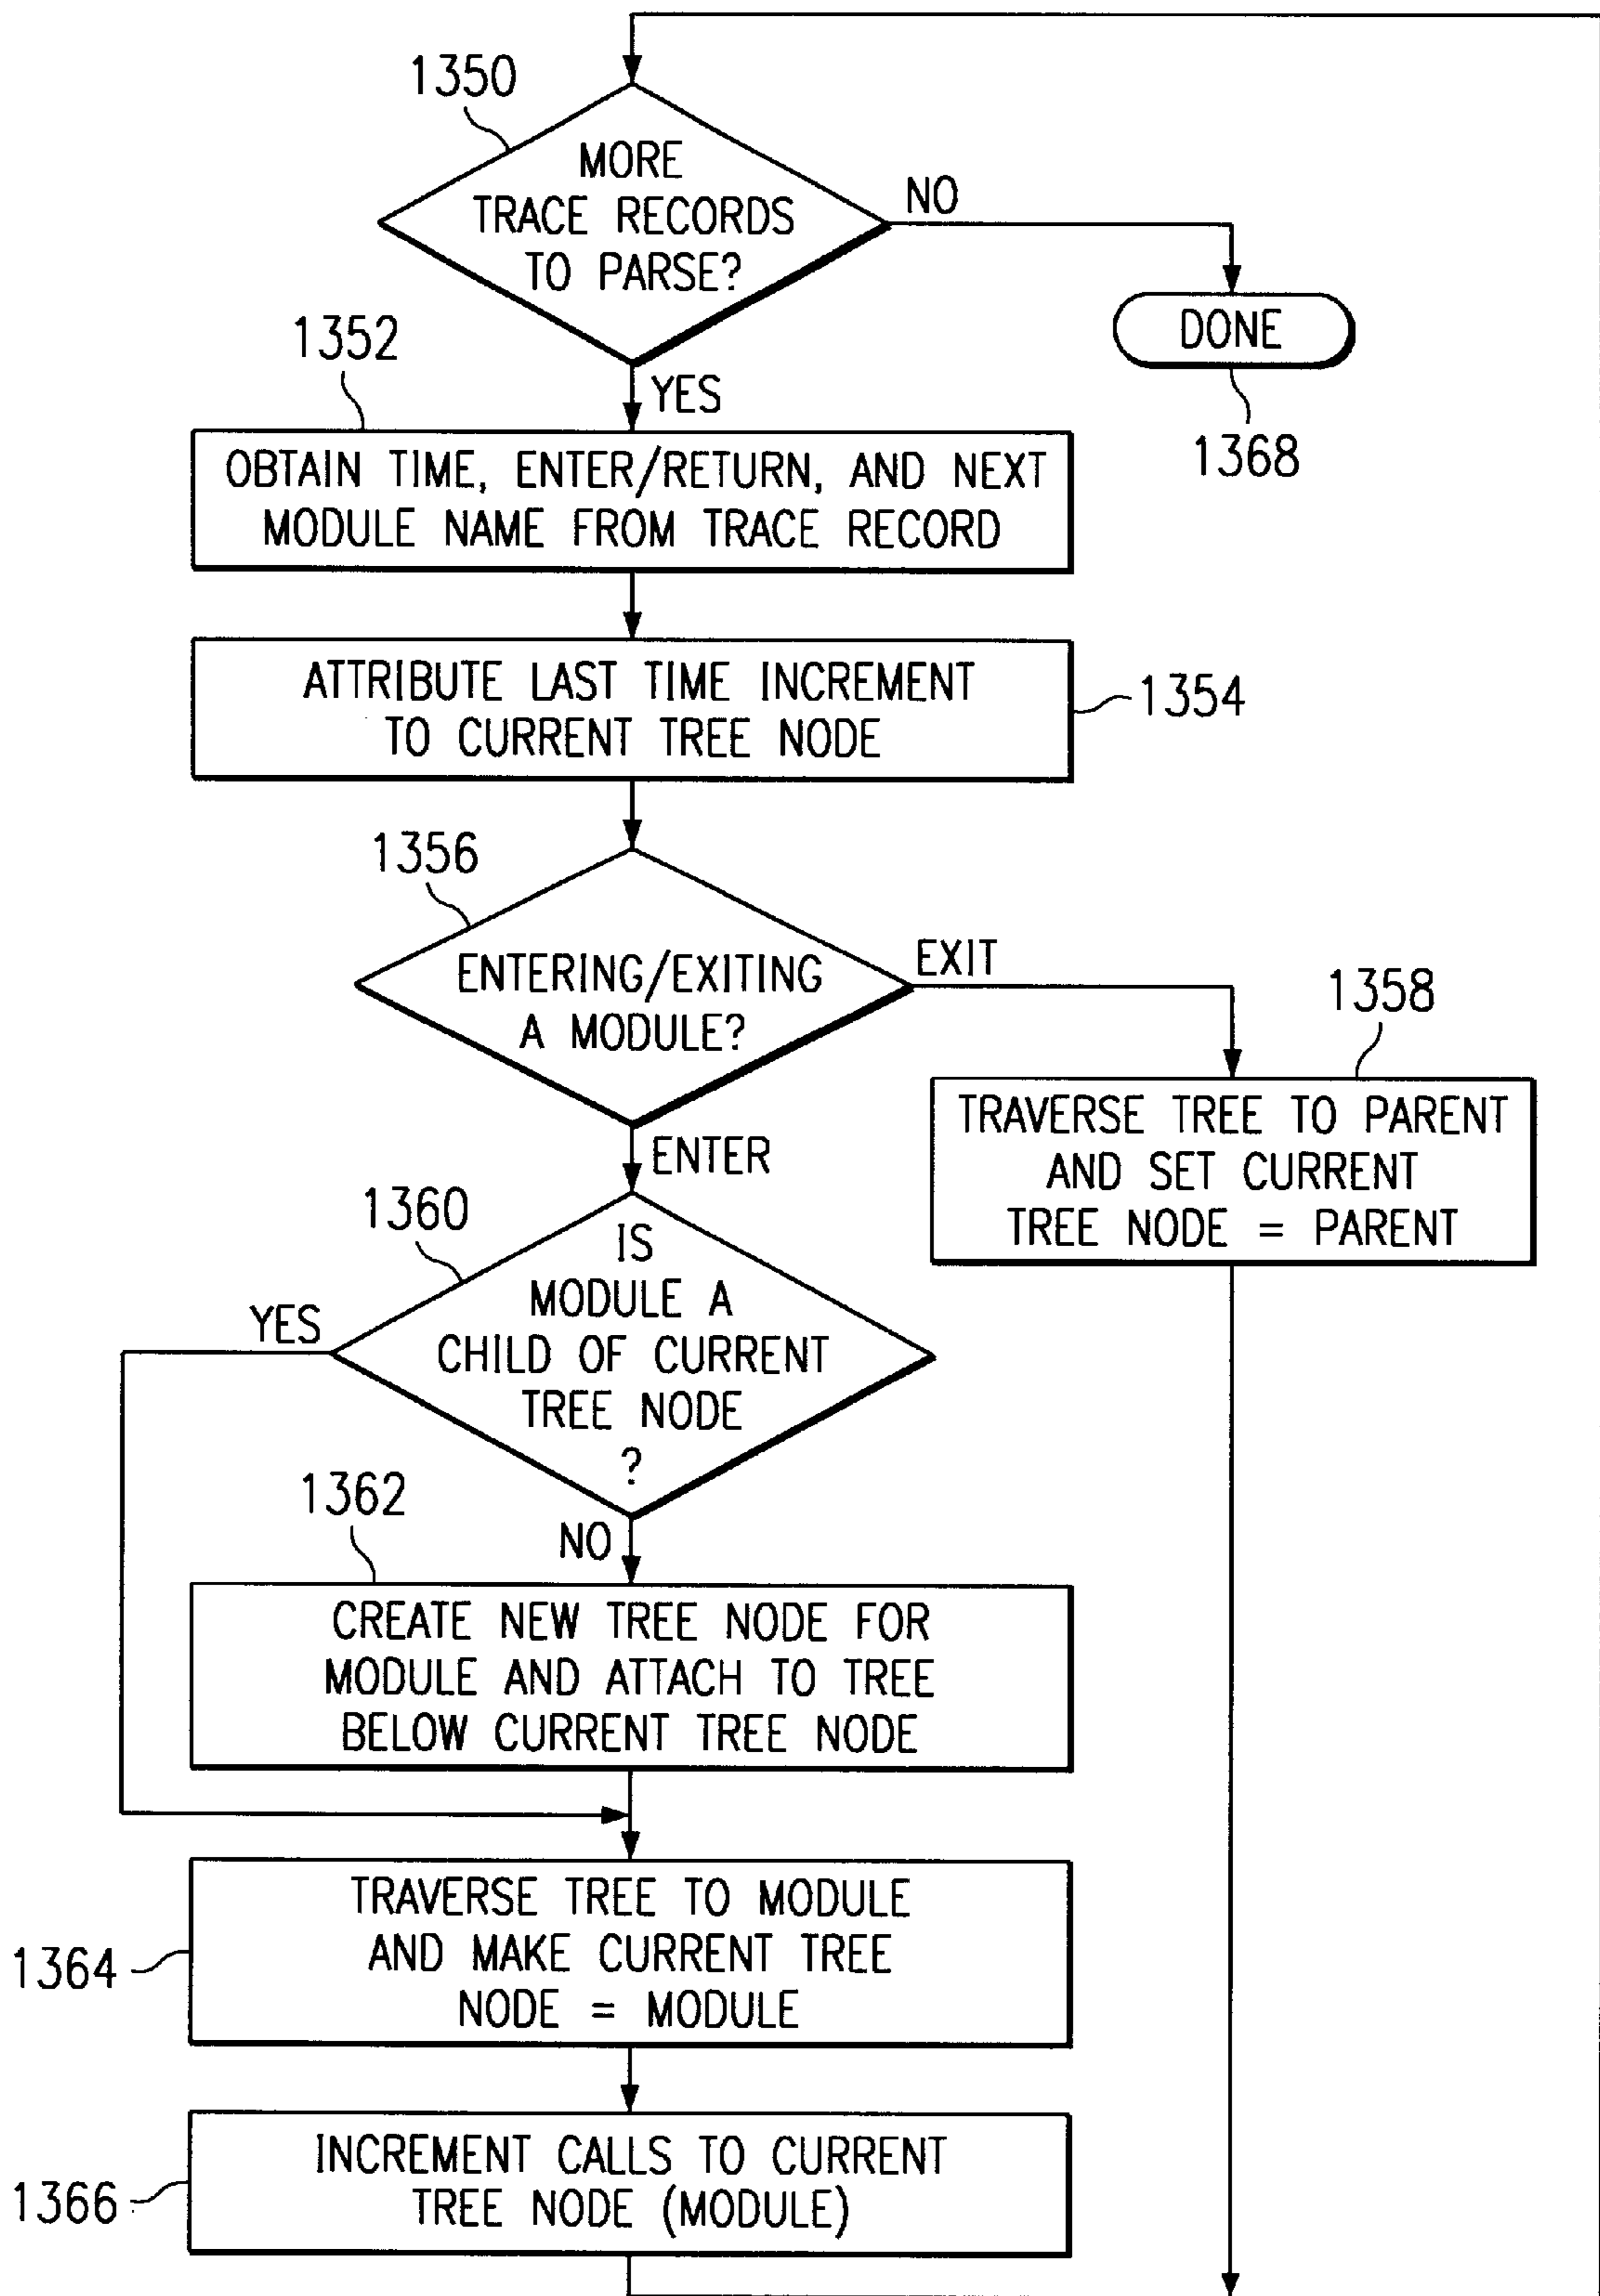 1350
MORE
TRACE RECORDS
TO PARSE?
NO
DONE
1368
YES
1352
OBTAIN TIME, ENTER/RETURN, AND NEXT
MODULE NAME FROM TRACE RECORD
ATTRIBUTE LAST TIME INCREMENT
TO CURRENT TREE NODE
1354
1356
ENTERING/EXITING
A MODULE?
EXIT
1358
TRAVERSE TREE TO PARENT
AND SET CURRENT
TREE NODE = PARENT
ENTER
1360
IS
MODULE A
CHILD OF CURRENT
TREE NODE
?
YES
NO
1362
CREATE NEW TREE NODE FOR
MODULE AND ATTACH TO TREE
BELOW CURRENT TREE NODE
TRAVERSE TREE TO MODULE
AND MAKE CURRENT TREE
NODE = MODULE
1364
INCREMENT CALLS TO CURRENT
TREE NODE (MODULE)
1366